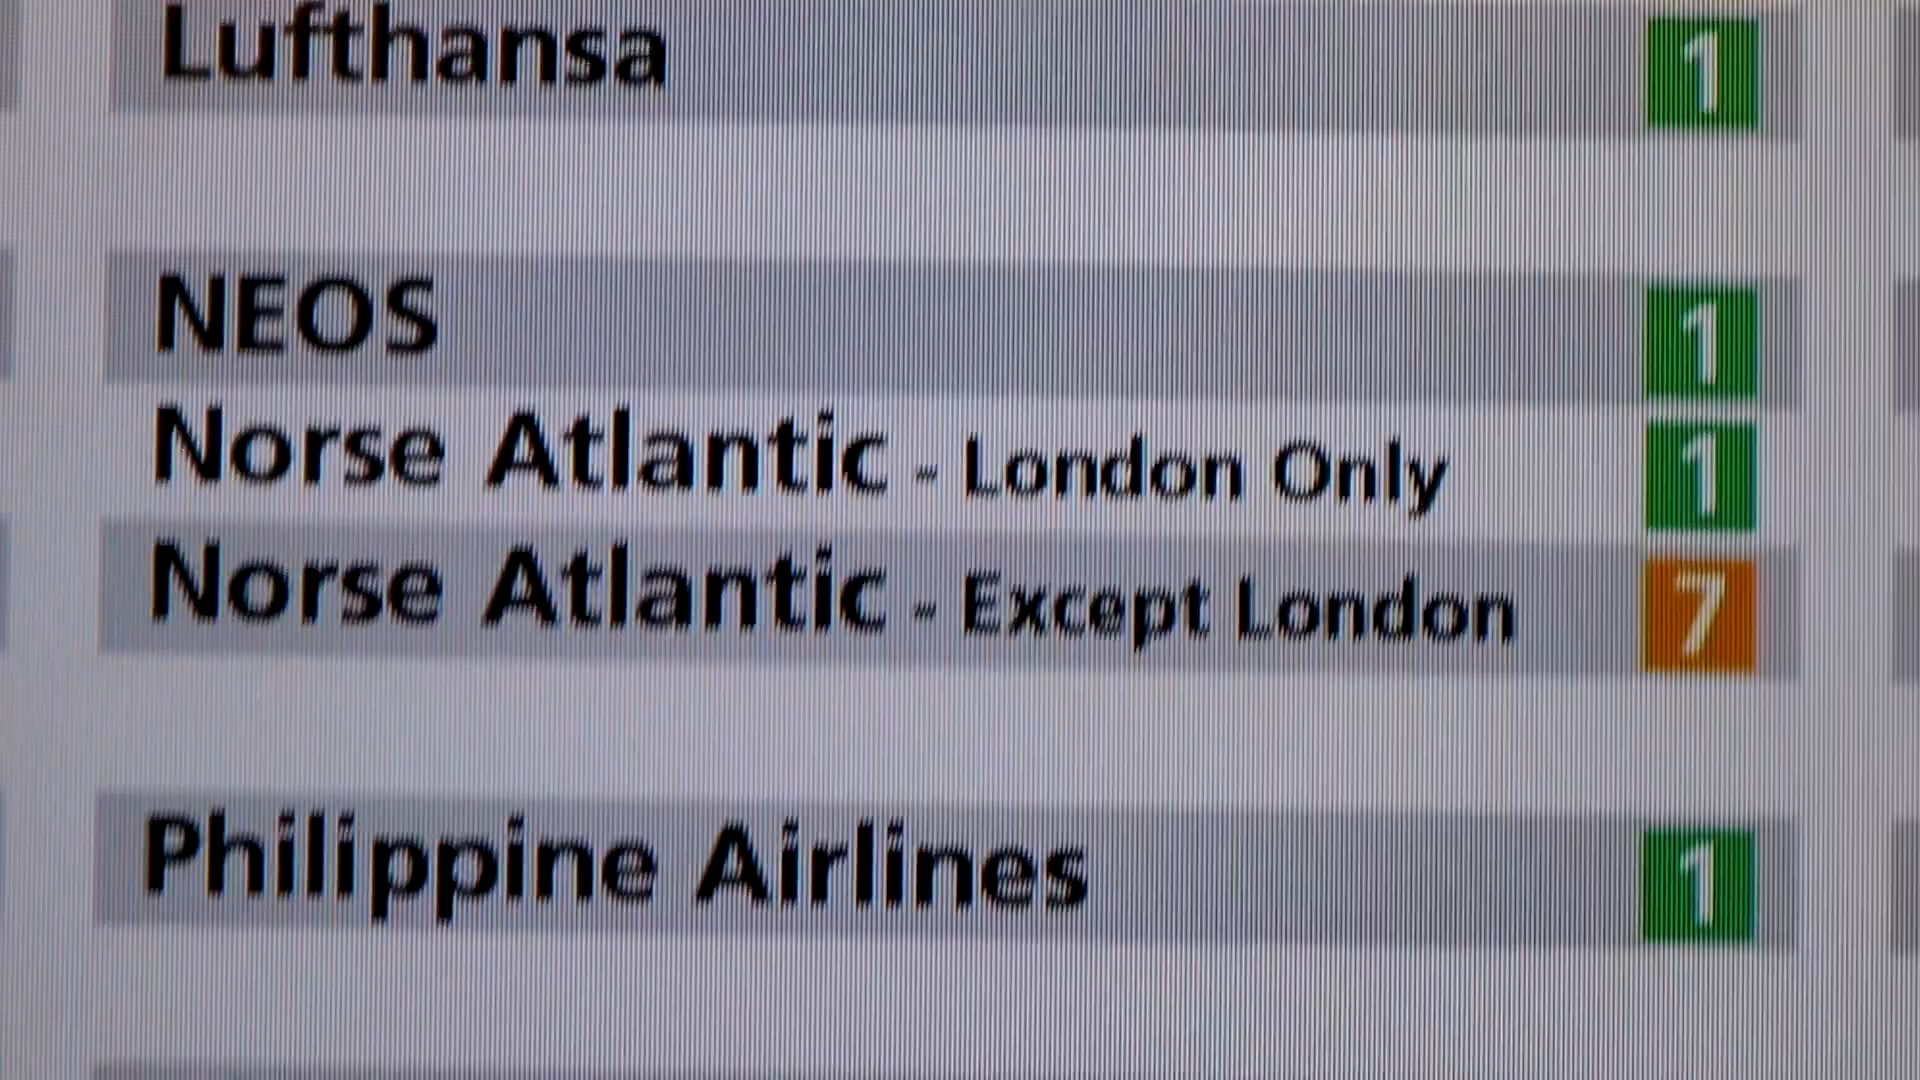 Lufthansa 1
NEOS 1
Norse Atlantic - London Only 1
Norse Atlantic - Except London 7
Philippine Airlines 1